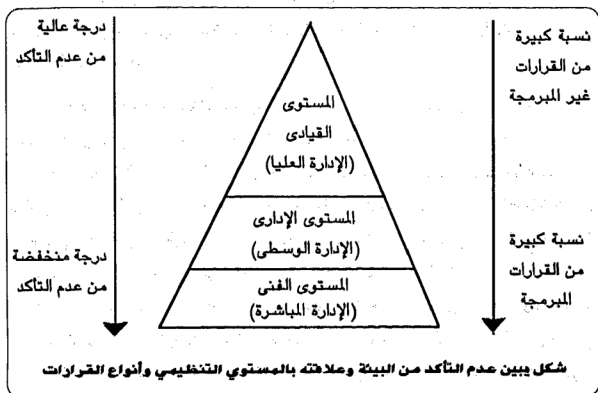 نسبة كبيرة
من القرارات
غير المبرمجة
نسبة كبيرة
من القرارات
المبرمجة
المستوى
القيادى
(الإدارة العليا)
المستوى الإدارى
(الإدارة الوسطى)
المستوى الفنى
(الإدارة المباشرة)
درجة عالية
من عدم التأكد
درجة منخفضة
من عدم التأكد
شكل يبين عدم التأكد من البيئة وعلاقته بالمستوي التنظيمي وأنواع القرارات